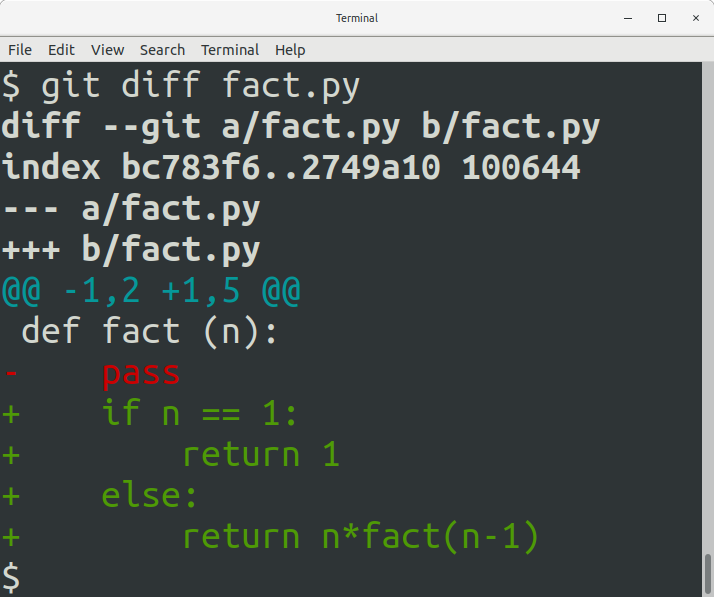 Terminal
File Edit View Search Terminal Help
$ git diff fact.py
diff --git a/fact.py b/fact.py
index bc783f6..2749a10 100644
--- a/fact.py
+++ b/fact.py
@@ -1,2 +1,5 @@
 def fact (n):
-    pass
+    if n == 1:
+        return 1
+    else:
+        return n*fact(n-1)
$